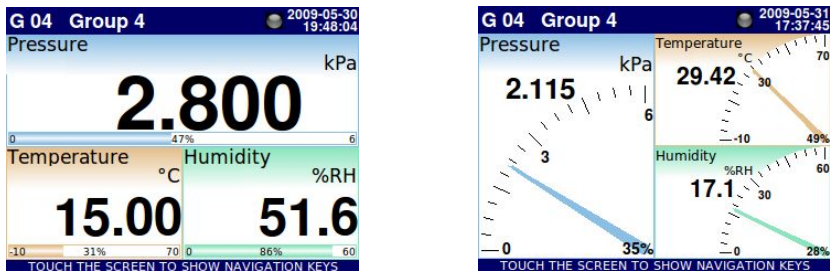 G 04 Group 4
2009-05-30
19:48:04
Pressure
kPa
2.800
0 47% 6
Temperature
°C
15.00
-10 31% 70
Humidity
%RH
51.6
0 86% 60
TOUCH THE SCREEN TO SHOW NAVIGATION KEYS
G 04 Group 4
2009-05-31
17:37:45
Pressure
kPa
2.115
6
3
0
35%
Temperature
°C
70
29.42
30
-10
49%
Humidity
%RH
60
17.1
30
0
28%
TOUCH THE SCREEN TO SHOW NAVIGATION KEYS